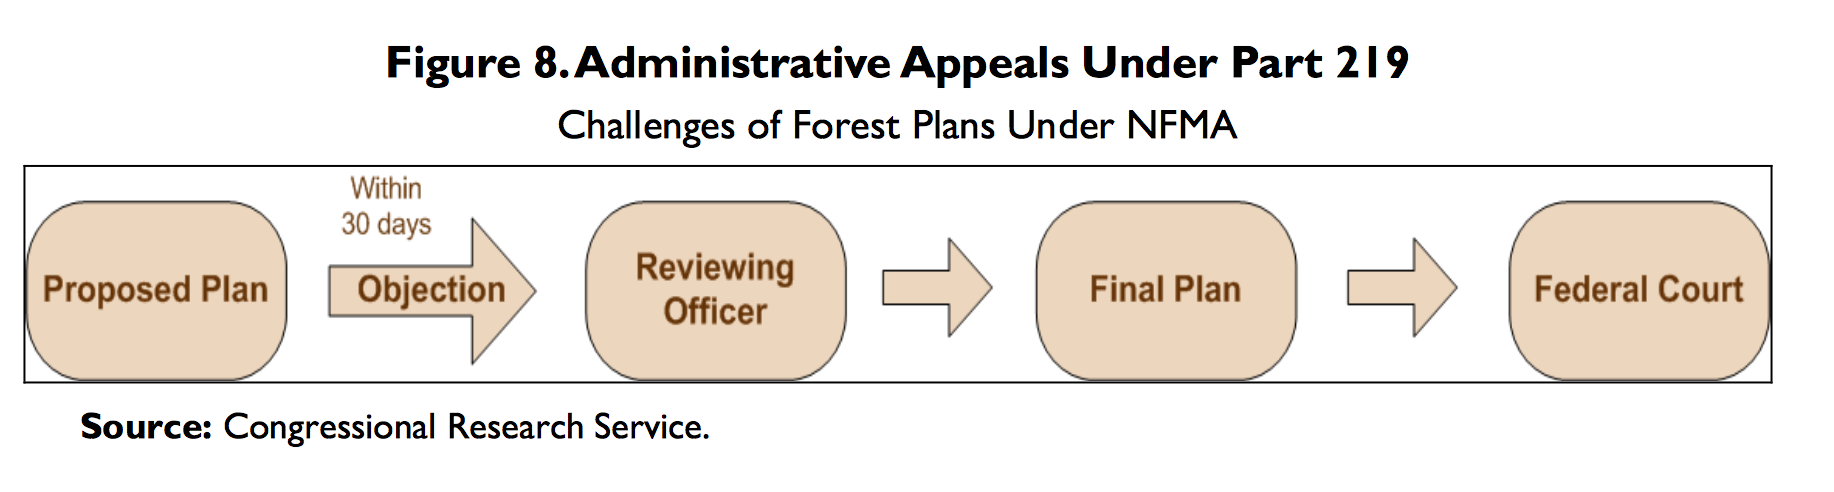 Figure 8. Administrative Appeals Under Part 219
Challenges of Forest Plans Under NFMA
Within
30 days
Proposed Plan
Objection
Reviewing
Officer
Final Plan
Federal Court
Source: Congressional Research Service.